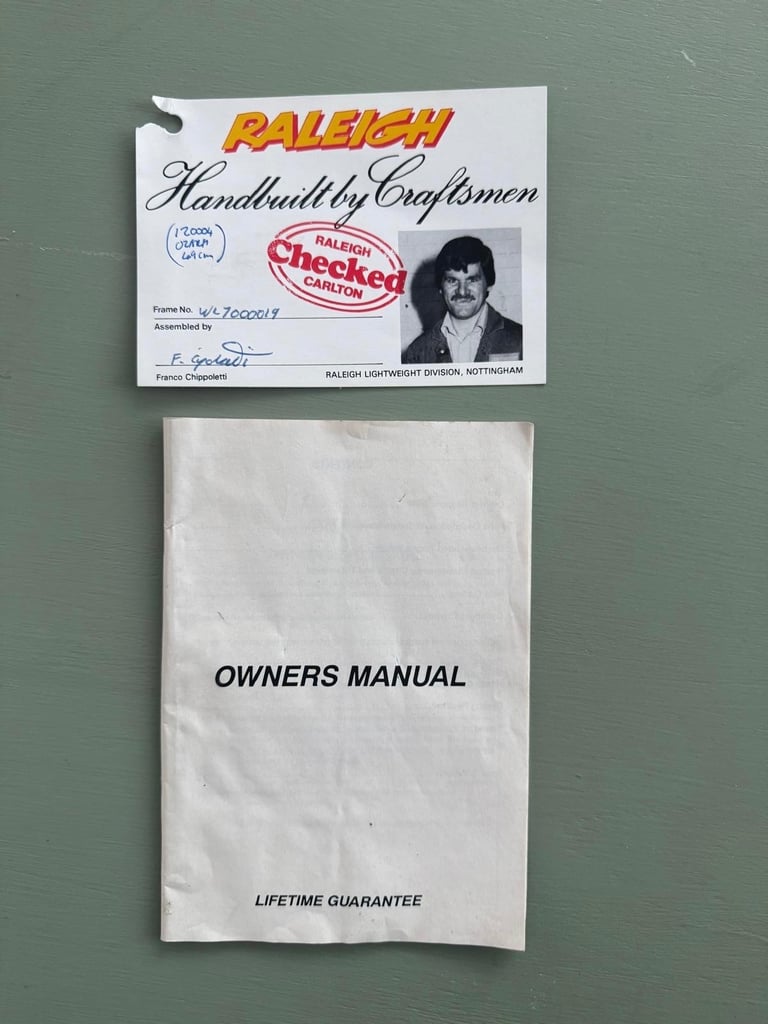 RALEIGH
Handbuilt by Craftsmen
RALEIGH
Checked
CARLTON
Frame No. WL7000019
Assembled by
Franco Chippoletti
RALEIGH LIGHTWEIGHT DIVISION, NOTTINGHAM
OWNERS MANUAL
LIFETIME GUARANTEE